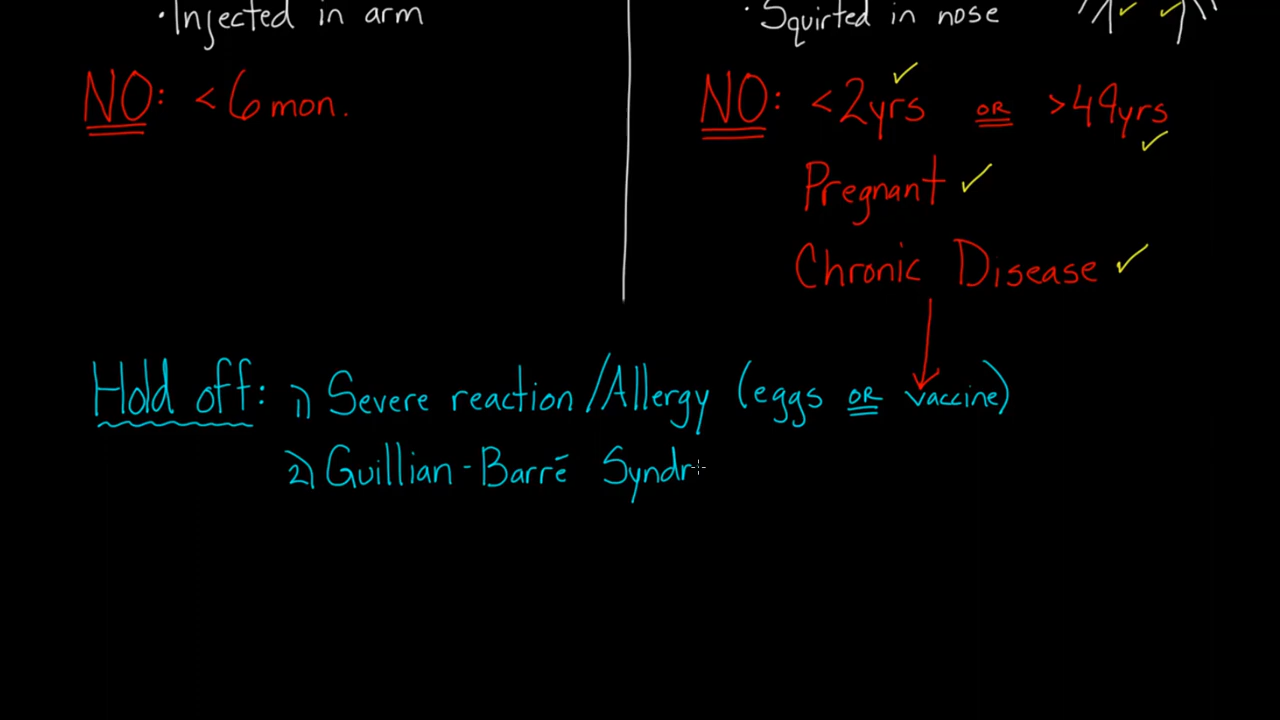 · Injected in arm
NO: < 6 mon.
· Squirted in nose
NO: < 2yrs OR > 49yrs
Pregnant
Chronic Disease
Hold off: 1) Severe reaction/Allergy (eggs OR vaccine)
2) Guillian-Barré Syndr